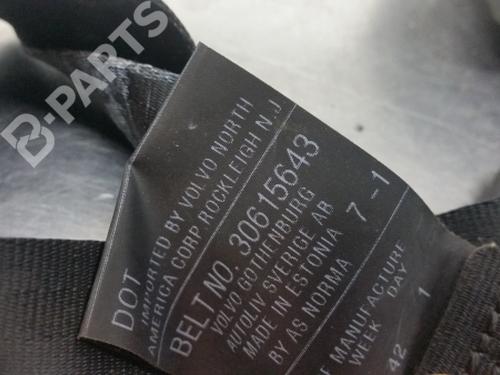 B-PARTS
DOT
IMPORTED BY VOLVO NORTH
AMERICA CORP, ROCKLEIGH N.J
BELT NO. 30615643
VOLVO GOTHENBURG
AUTOLIV SVERIGE AB
MADE IN ESTONIA
BY AS NORMA 7-1
MANUFACTURE
WEEK DAY
42 1